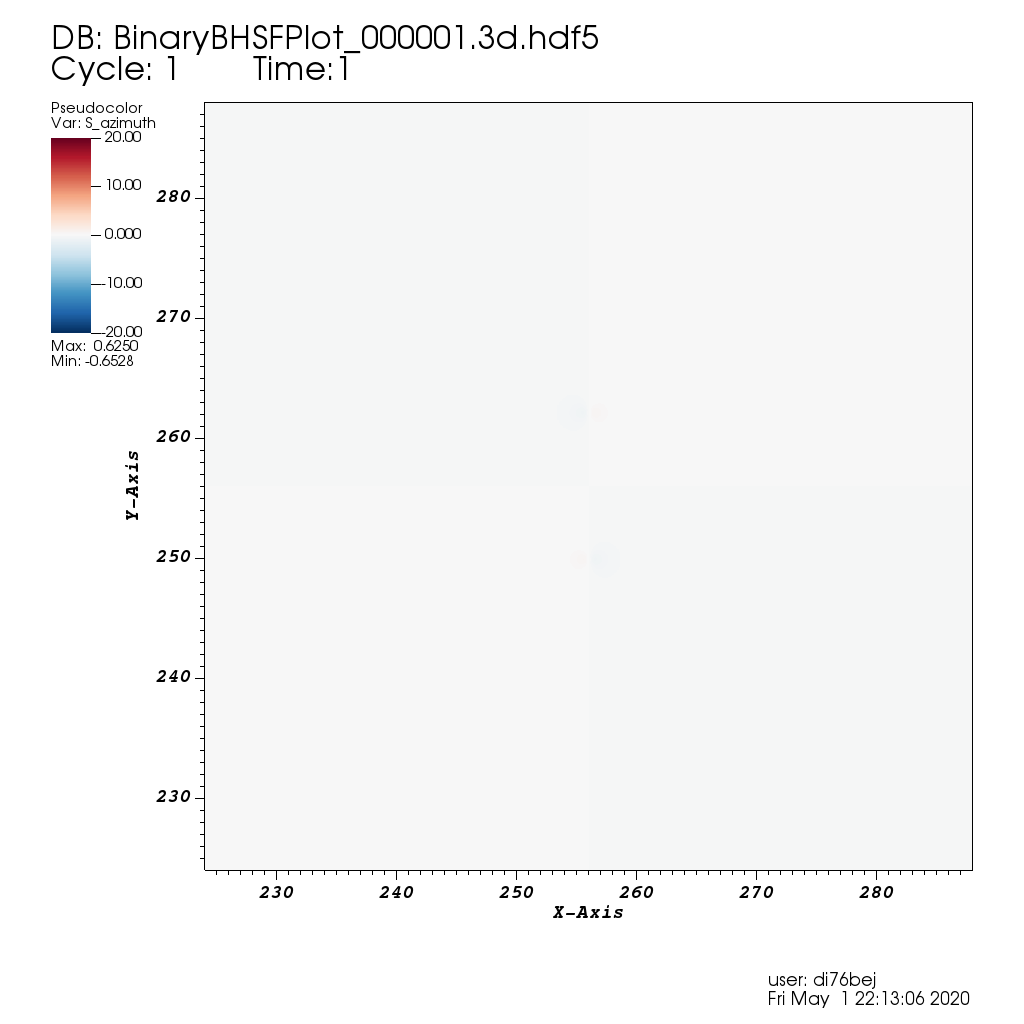 DB: BinaryBHSFPlot_000001.3d.hdf5
Cycle: 1 Time:1
Pseudocolor
Var: S_azimuth
20.00
10.00
0.000
-10.00
-20.00
Max: 0.6250
Min: -0.6528
280
270
260
250
240
230
Y-Axis
230 240 250 260 270 280
X-Axis
user: di76bej
Fri May 1 22:13:06 2020